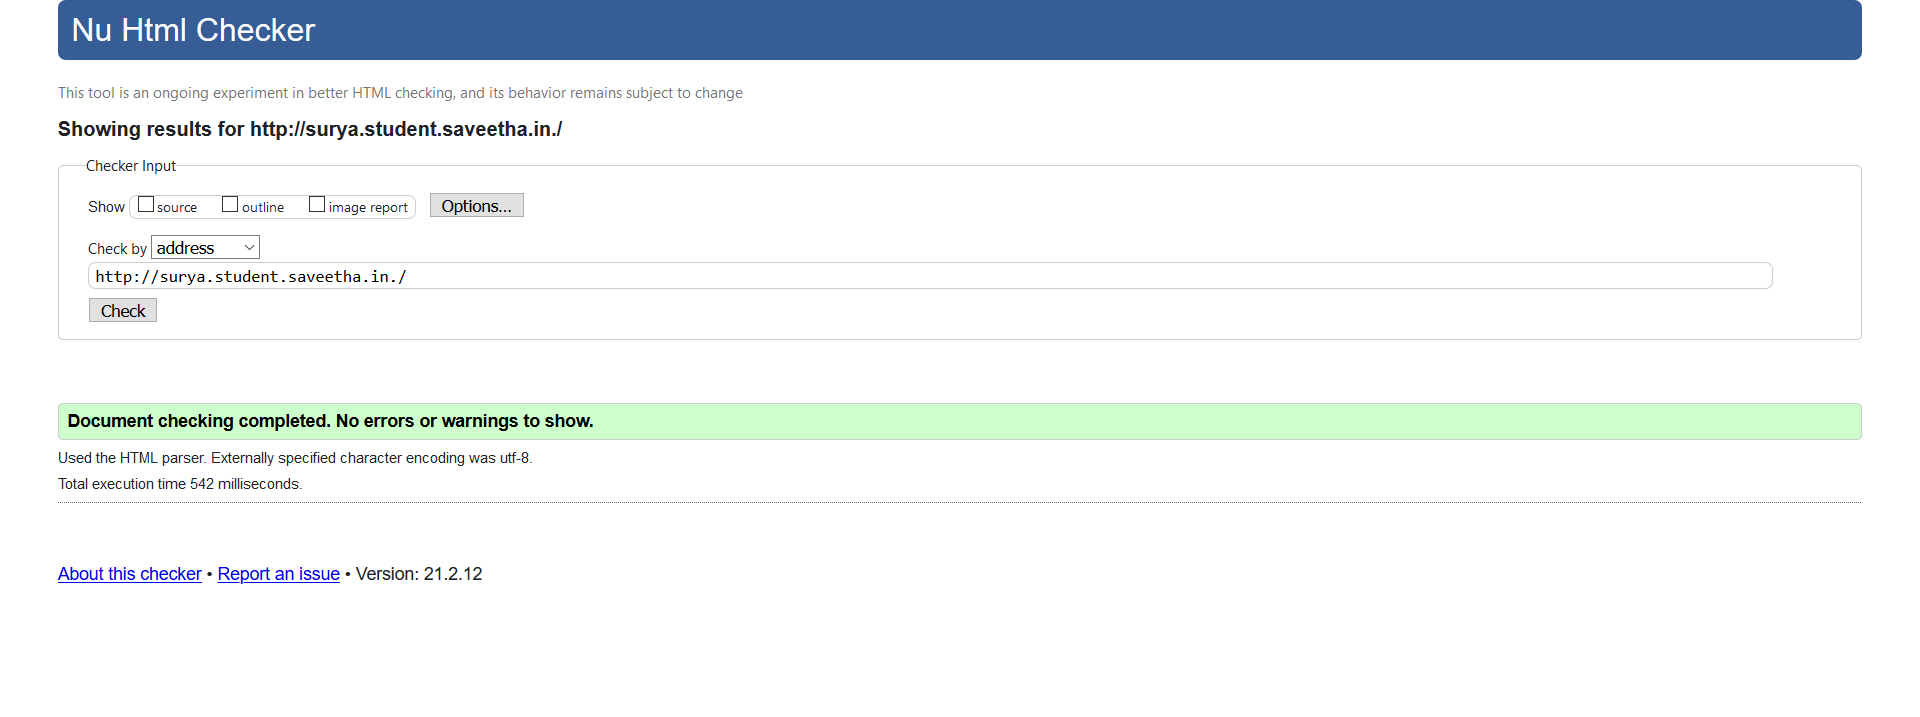 Nu Html Checker
This tool is an ongoing experiment in better HTML checking, and its behavior remains subject to change
Showing results for http://surya.student.saveetha.in./
Checker Input
Show source outline image report Options...
Check by address
http://surya.student.saveetha.in./
Check
Document checking completed. No errors or warnings to show.
Used the HTML parser. Externally specified character encoding was utf-8.
Total execution time 542 milliseconds.
About this checker • Report an issue • Version: 21.2.12